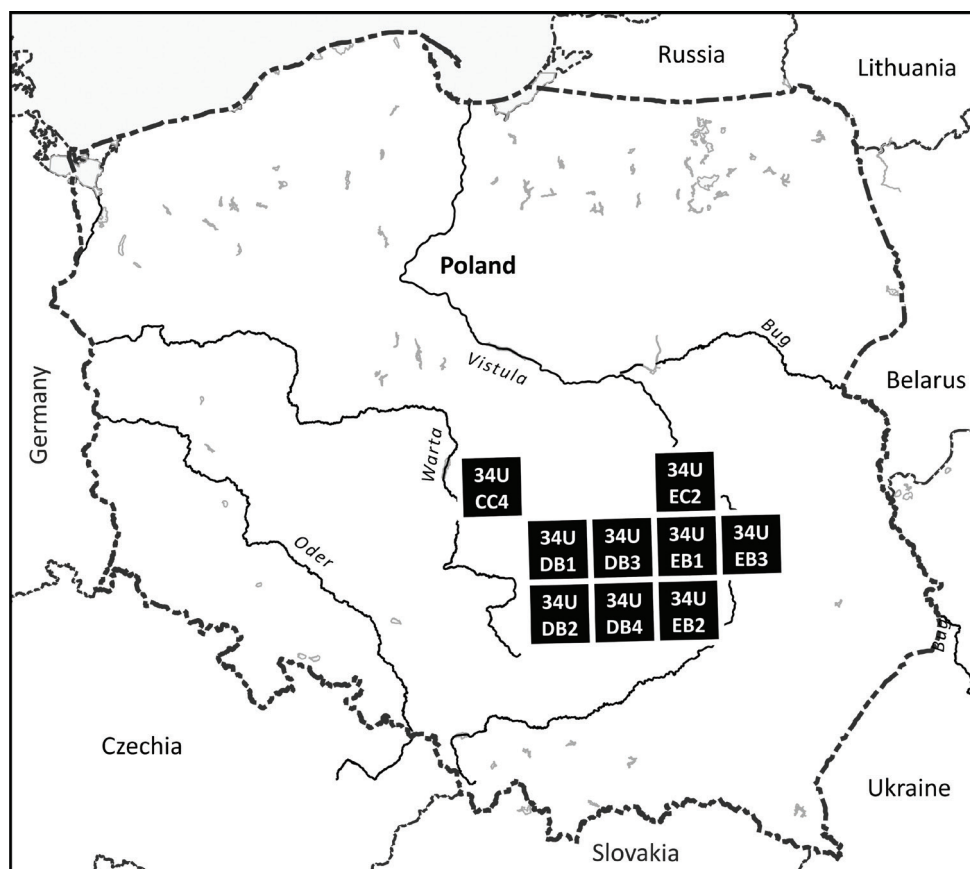 Russia
Lithuania
Poland
Bug
Vistula
Belarus
Germany
Warta
34U
CC4
34U
EC2
Oder
34U
DB1
34U
DB3
34U
EB1
34U
EB3
34U
DB2
34U
DB4
34U
EB2
Bug
Czechia
Ukraine
Slovakia